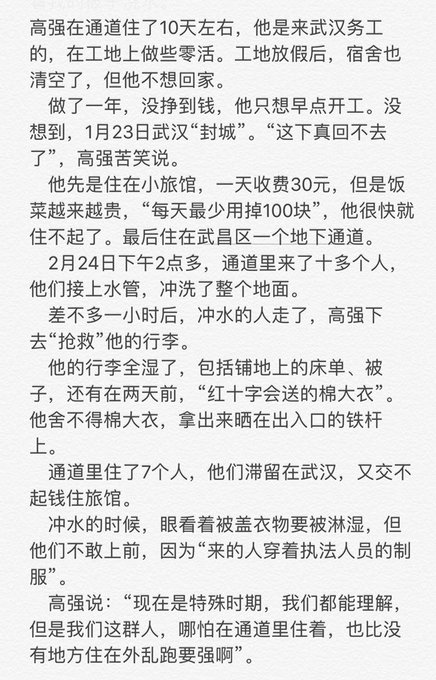 高强在通道住了10天左右，他是来武汉务工
的，在工地上做些零活。工地放假后，宿舍也
清空了，但他不想回家。
做了一年，没挣到钱，他只想早点开工。没
想到，1月23日武汉“封城”。“这下真回不去
了”，高强苦笑说。
他先是住在小旅馆，一天收费30元，但是饭
菜越来越贵，“每天最少用掉100块”，他很快就
住不起了。最后住在武昌区一个地下通道。
2月24日下午2点多，通道里来了十多个人，
他们接上水管，冲洗了整个地面。
差不多一小时后，冲水的人走了，高强下
去“抢救”他的行李。
他的行李全湿了，包括铺地上的床单、被
子，还有在两天前，“红十字会送的棉大衣”。
他舍不得棉大衣，拿出来晒在出入口的铁杆
上。
通道里住了7个人，他们滞留在武汉，又交不
起钱住旅馆。
冲水的时候，眼看着被盖衣物要被淋湿，但
他们不敢上前，因为“来的人穿着执法人员的制
服”。
高强说：“现在是特殊时期，我们都能理解，
但是我们这群人，哪怕在通道里住着，也比没
有地方住在外乱跑要强啊”。